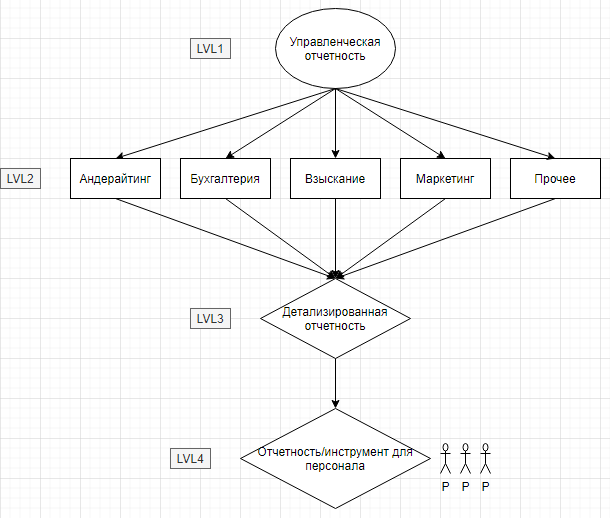 LVL1
Управленческая
отчетность
LVL2
Андерайтинг
Бухгалтерия
Взыскание
Маркетинг
Прочее
LVL3
Детализированная
отчетность
LVL4
Отчетность/инструмент для
персонала
P P P